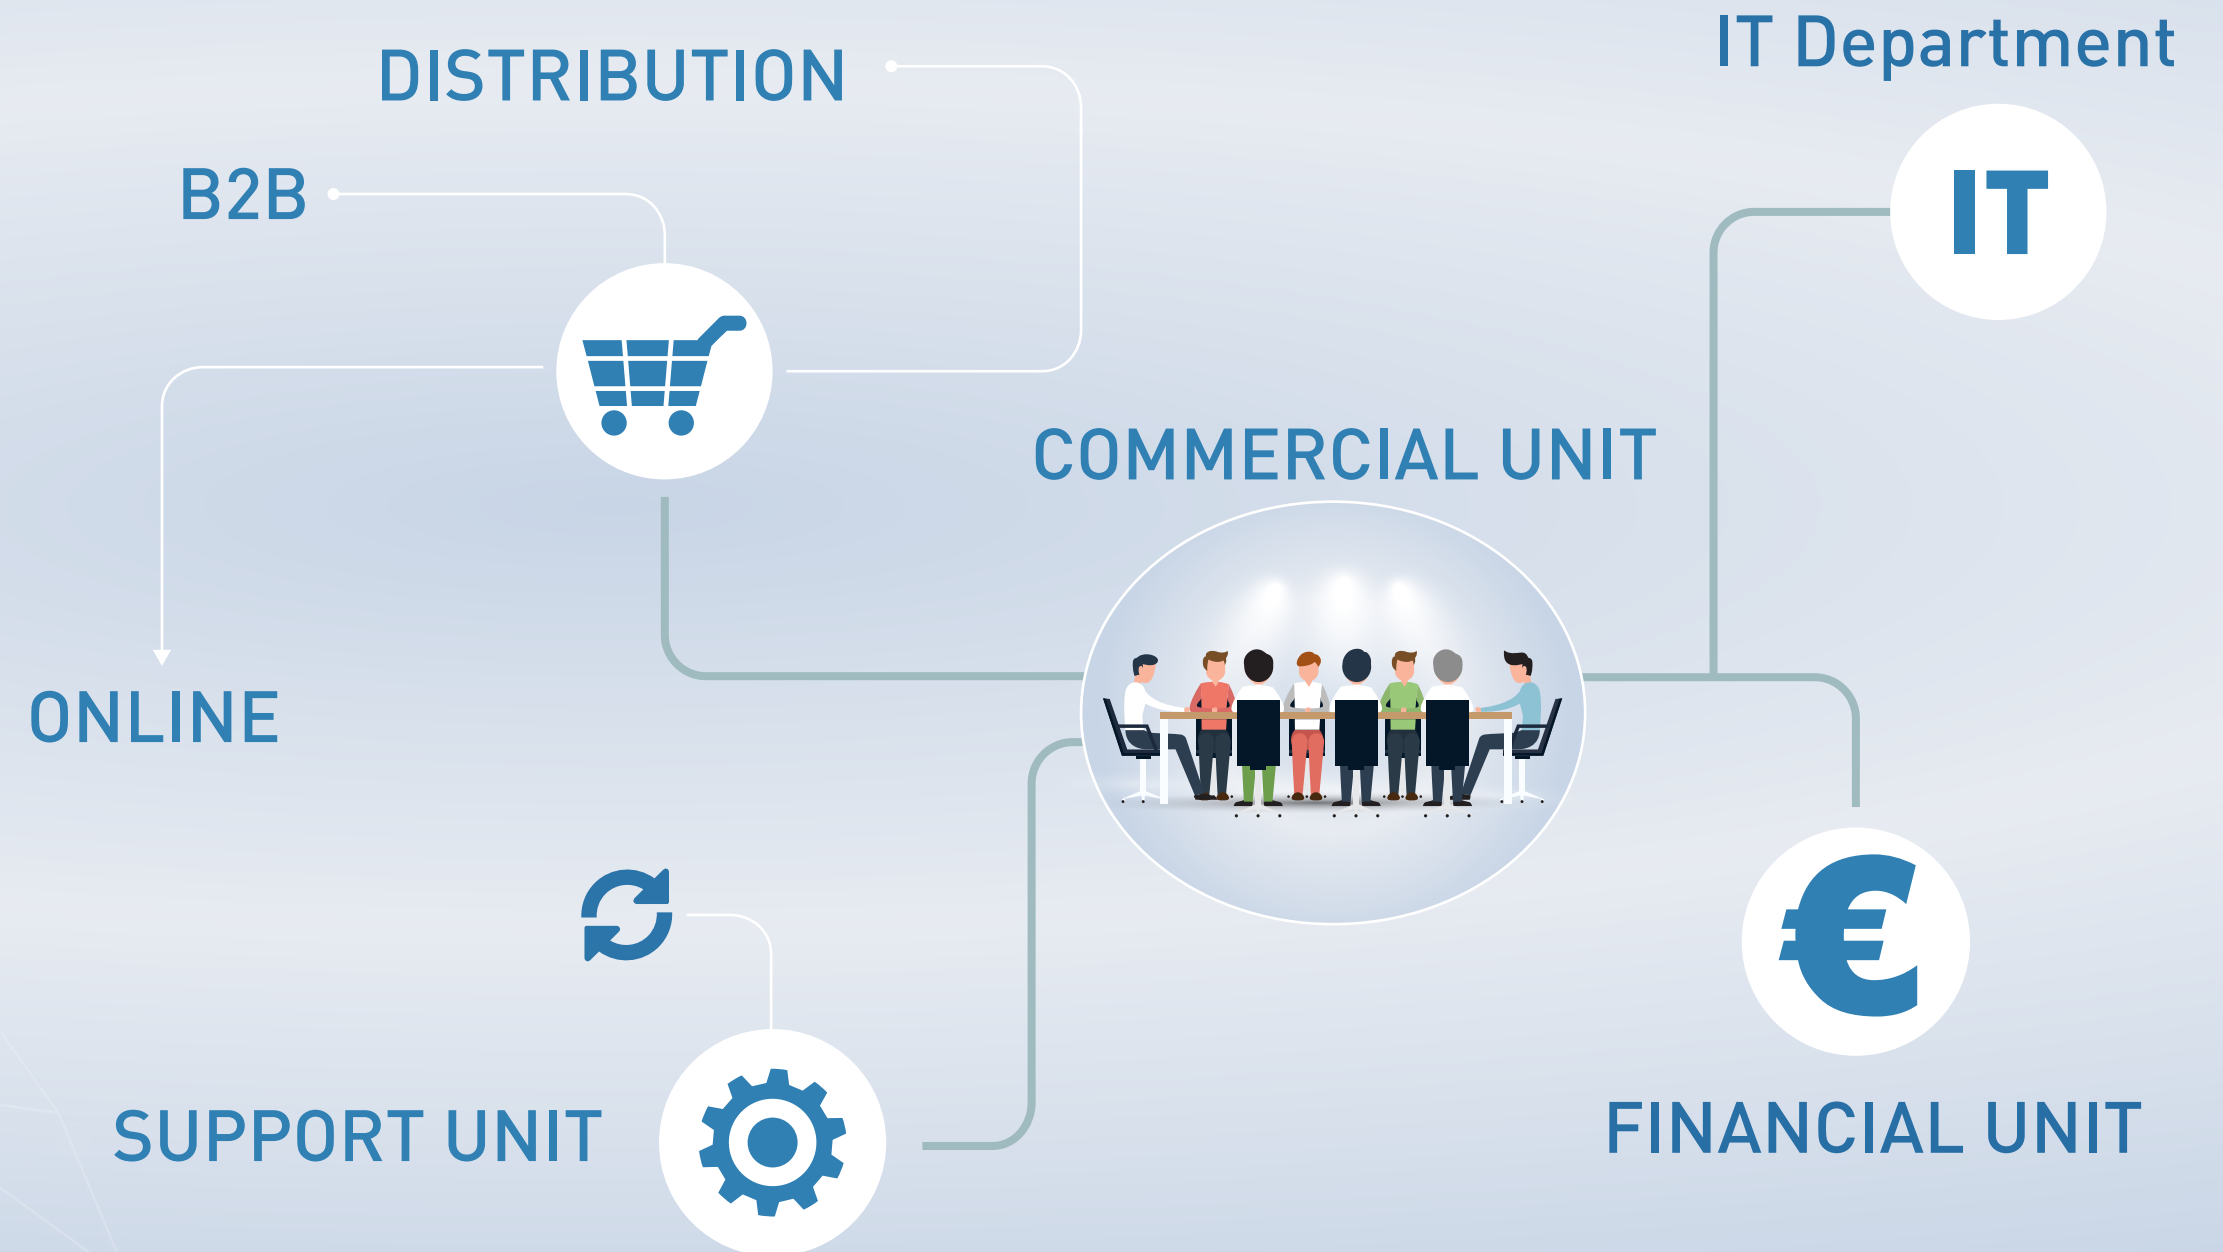 IT Department
DISTRIBUTION
B2B
IT
COMMERCIAL UNIT
ONLINE
€
SUPPORT UNIT
FINANCIAL UNIT